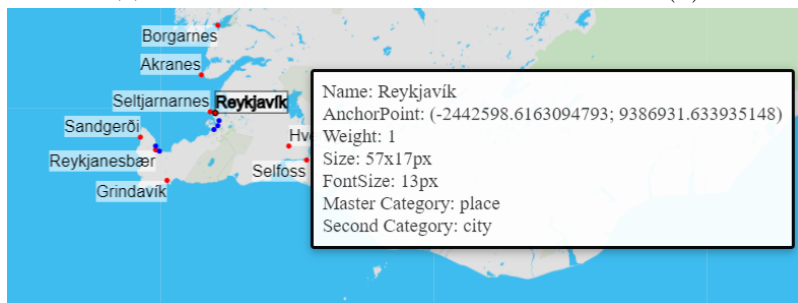 Borgarnes
Akranes
Seltjarnarnes
Reykjavík
Sandgerði
Reykjanesbær
Grindavík
Selfoss
Name: Reykjavík
AnchorPoint: (-2442598.6163094793; 9386931.633935148)
Weight: 1
Size: 57x17px
FontSize: 13px
Master Category: place
Second Category: city